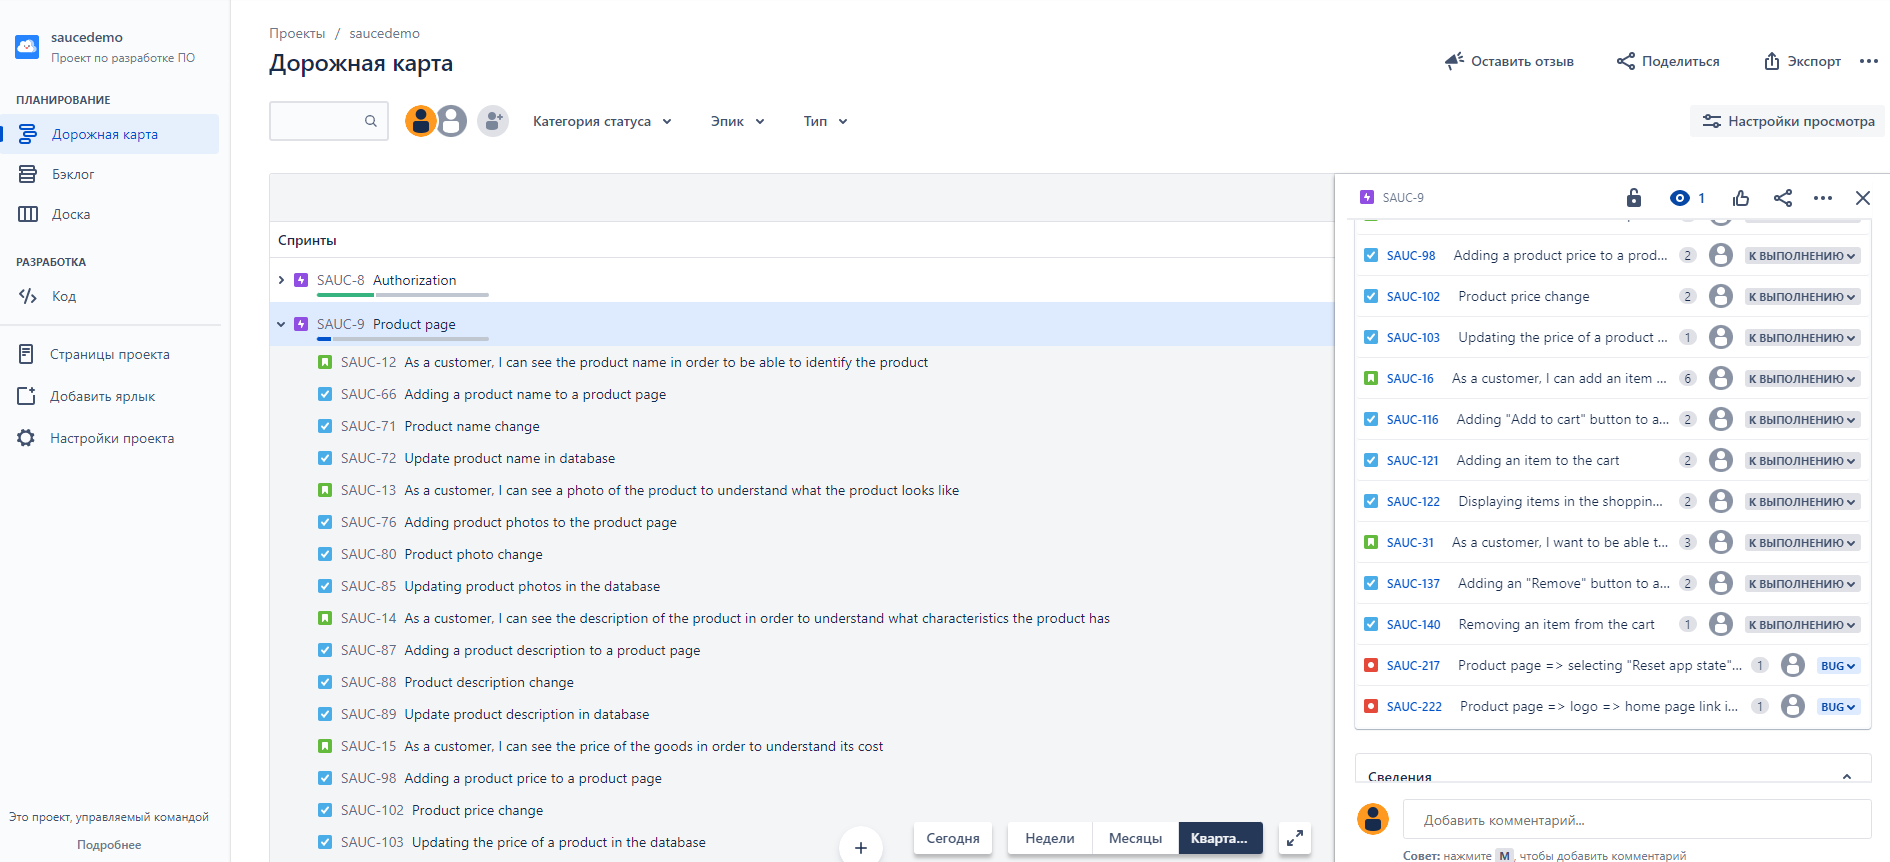 saucedemo
Проект по разработке ПО
ПЛАНИРОВАНИЕ
Дорожная карта
Бэклог
Доска
РАЗРАБОТКА
Код
Страницы проекта
Добавить ярлык
Настройки проекта
Это проект, управляемый командой
Подробнее
Проекты / saucedemo
Дорожная карта
Оставить отзыв
Поделиться
Экспорт
Категория статуса
Эпик
Тип
Настройки просмотра
Спринты
SAUC-8 Authorization
SAUC-9 Product page
SAUC-12 As a customer, I can see the product name in order to be able to identify the product
SAUC-66 Adding a product name to a product page
SAUC-71 Product name change
SAUC-72 Update product name in database
SAUC-13 As a customer, I can see a photo of the product to understand what the product looks like
SAUC-76 Adding product photos to the product page
SAUC-80 Product photo change
SAUC-85 Updating product photos in the database
SAUC-14 As a customer, I can see the description of the product in order to understand what characteristics the product has
SAUC-87 Adding a product description to a product page
SAUC-88 Product description change
SAUC-89 Update product description in database
SAUC-15 As a customer, I can see the price of the goods in order to understand its cost
SAUC-98 Adding a product price to a product page
SAUC-102 Product price change
SAUC-103 Updating the price of a product in the database
Сегодня
Недели
Месяцы
Кварта...
SAUC-9
1
SAUC-98 Adding a product price to a prod... 2 К ВЫПОЛНЕНИЮ
SAUC-102 Product price change 2 К ВЫПОЛНЕНИЮ
SAUC-103 Updating the price of a product ... 1 К ВЫПОЛНЕНИЮ
SAUC-16 As a customer, I can add an item ... 6 К ВЫПОЛНЕНИЮ
SAUC-116 Adding "Add to cart" button to a... 2 К ВЫПОЛНЕНИЮ
SAUC-121 Adding an item to the cart 2 К ВЫПОЛНЕНИЮ
SAUC-122 Displaying items in the shoppin... 2 К ВЫПОЛНЕНИЮ
SAUC-31 As a customer, I want to be able t... 3 К ВЫПОЛНЕНИЮ
SAUC-137 Adding an "Remove" button to a... 2 К ВЫПОЛНЕНИЮ
SAUC-140 Removing an item from the cart 1 К ВЫПОЛНЕНИЮ
SAUC-217 Product page => selecting "Reset app state"... 1 BUG
SAUC-222 Product page => logo => home page link i... 1 BUG
Сведения
Добавить комментарий...
Совет: нажмите M, чтобы добавить комментарий